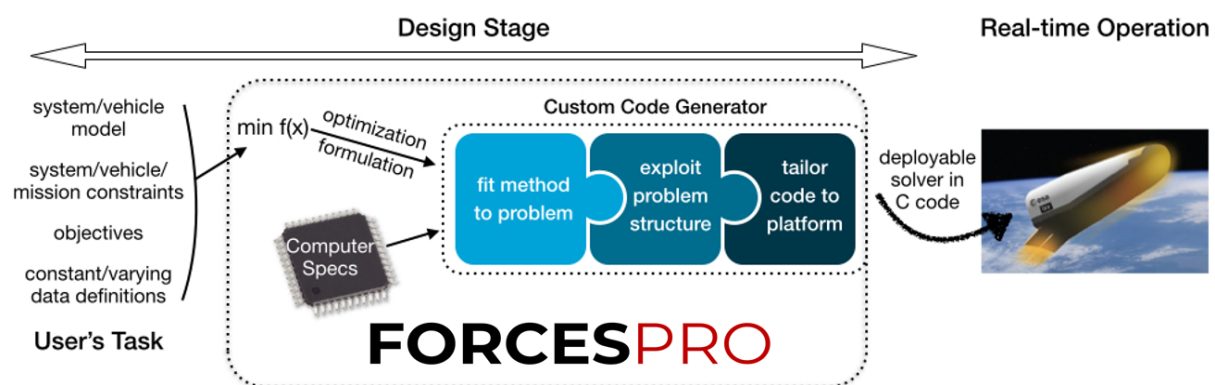 Design Stage
Real-time Operation
system/vehicle
model
system/vehicle/
mission constraints
objectives
constant/varying
data definitions
User's Task
min f(x)
optimization
formulation
Computer
Specs
Custom Code Generator
fit method
to problem
exploit
problem
structure
tailor
code to
platform
FORCESPRO
deployable
solver in
C code
esa